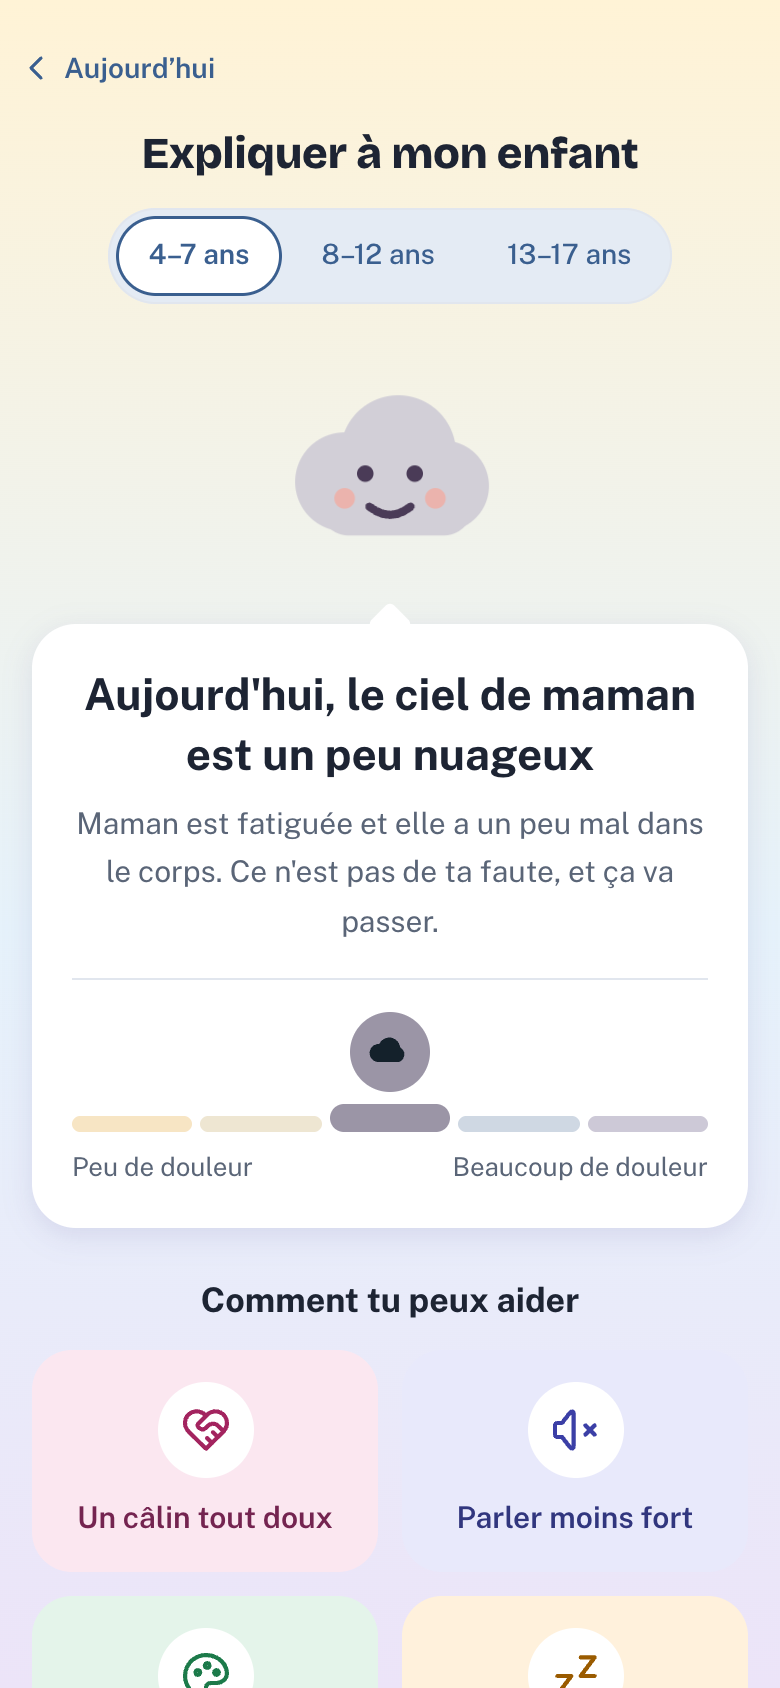 Aujourd’hui
Expliquer à mon enfant
4–7 ans
8–12 ans
13–17 ans
Aujourd'hui, le ciel de maman
est un peu nuageux
Maman est fatiguée et elle a un peu mal dans
le corps. Ce n'est pas de ta faute, et ça va
passer.
Peu de douleur
Beaucoup de douleur
Comment tu peux aider
Un câlin tout doux
Parler moins fort